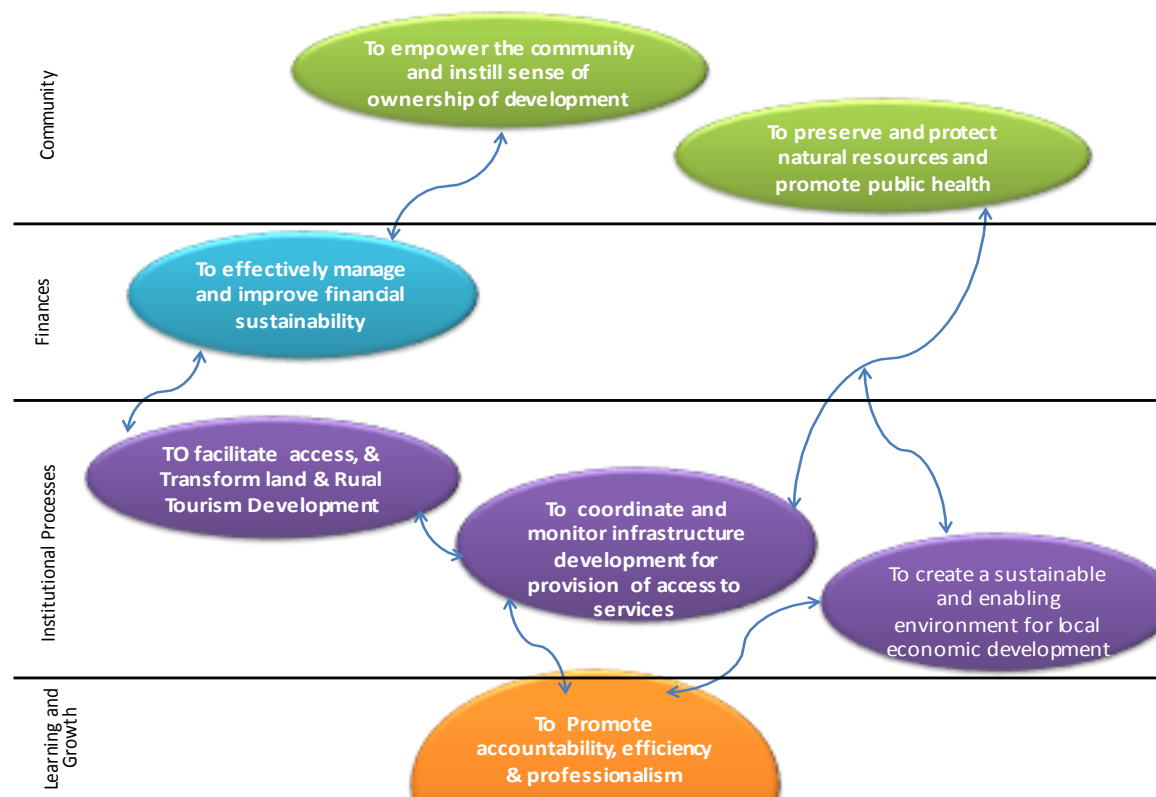 Community
To empower the community
and instill sense of
ownership of development
To preserve and protect
natural resources and
promote public health
Finances
To effectively manage
and improve financial
sustainability
Institutional Processes
TO facilitate access, &
Transform land & Rural
Tourism Development
To coordinate and
monitor infrastructure
development for
provision of access to
services
To create a sustainable
and enabling
environment for local
economic development
Learning and
Growth
To Promote
accountability, efficiency
& professionalism